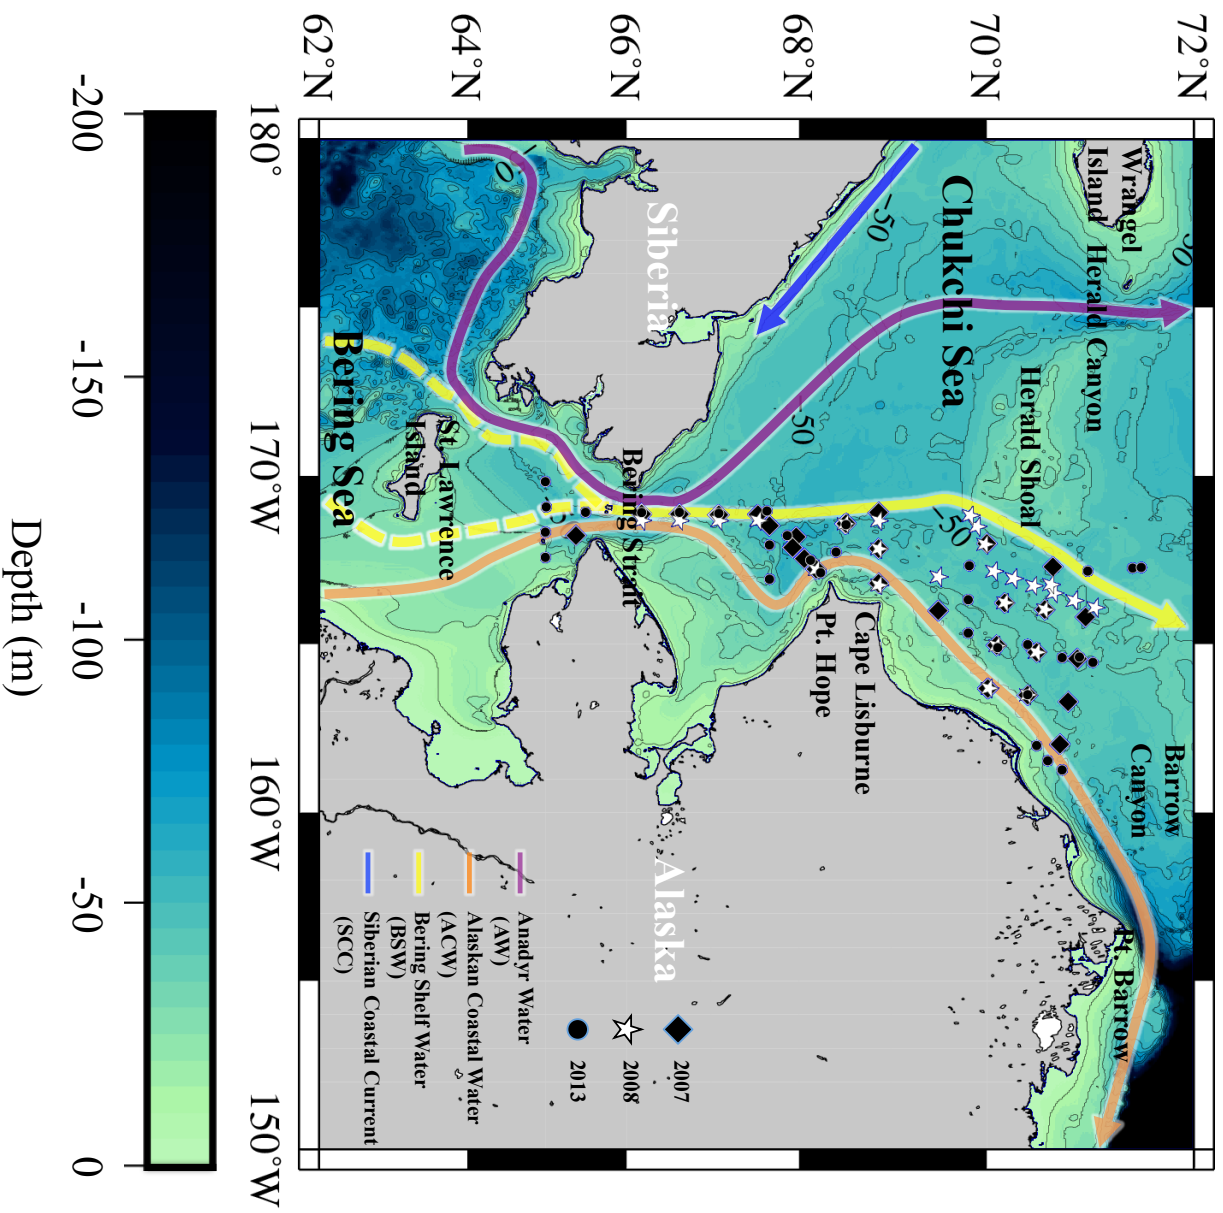 72°N
70°N
68°N
66°N
64°N
62°N
180°
170°W
160°W
150°W
Wrangel
Island
Herald Canyon
Herald Shoal
Chukchi Sea
-50
-50
-50
Siberia
Bering Strait
St. Lawrence
Island
Bering Sea
Cape Lisburne
Pt. Hope
Barrow
Canyon
Pt. Barrow
Alaska
Anadyr Water
(AW)
Alaskan Coastal Water
(ACW)
Bering Shelf Water
(BSW)
Siberian Coastal Current
(SCC)
2007
2008
2013
-200
-150
-100
-50
0
Depth (m)